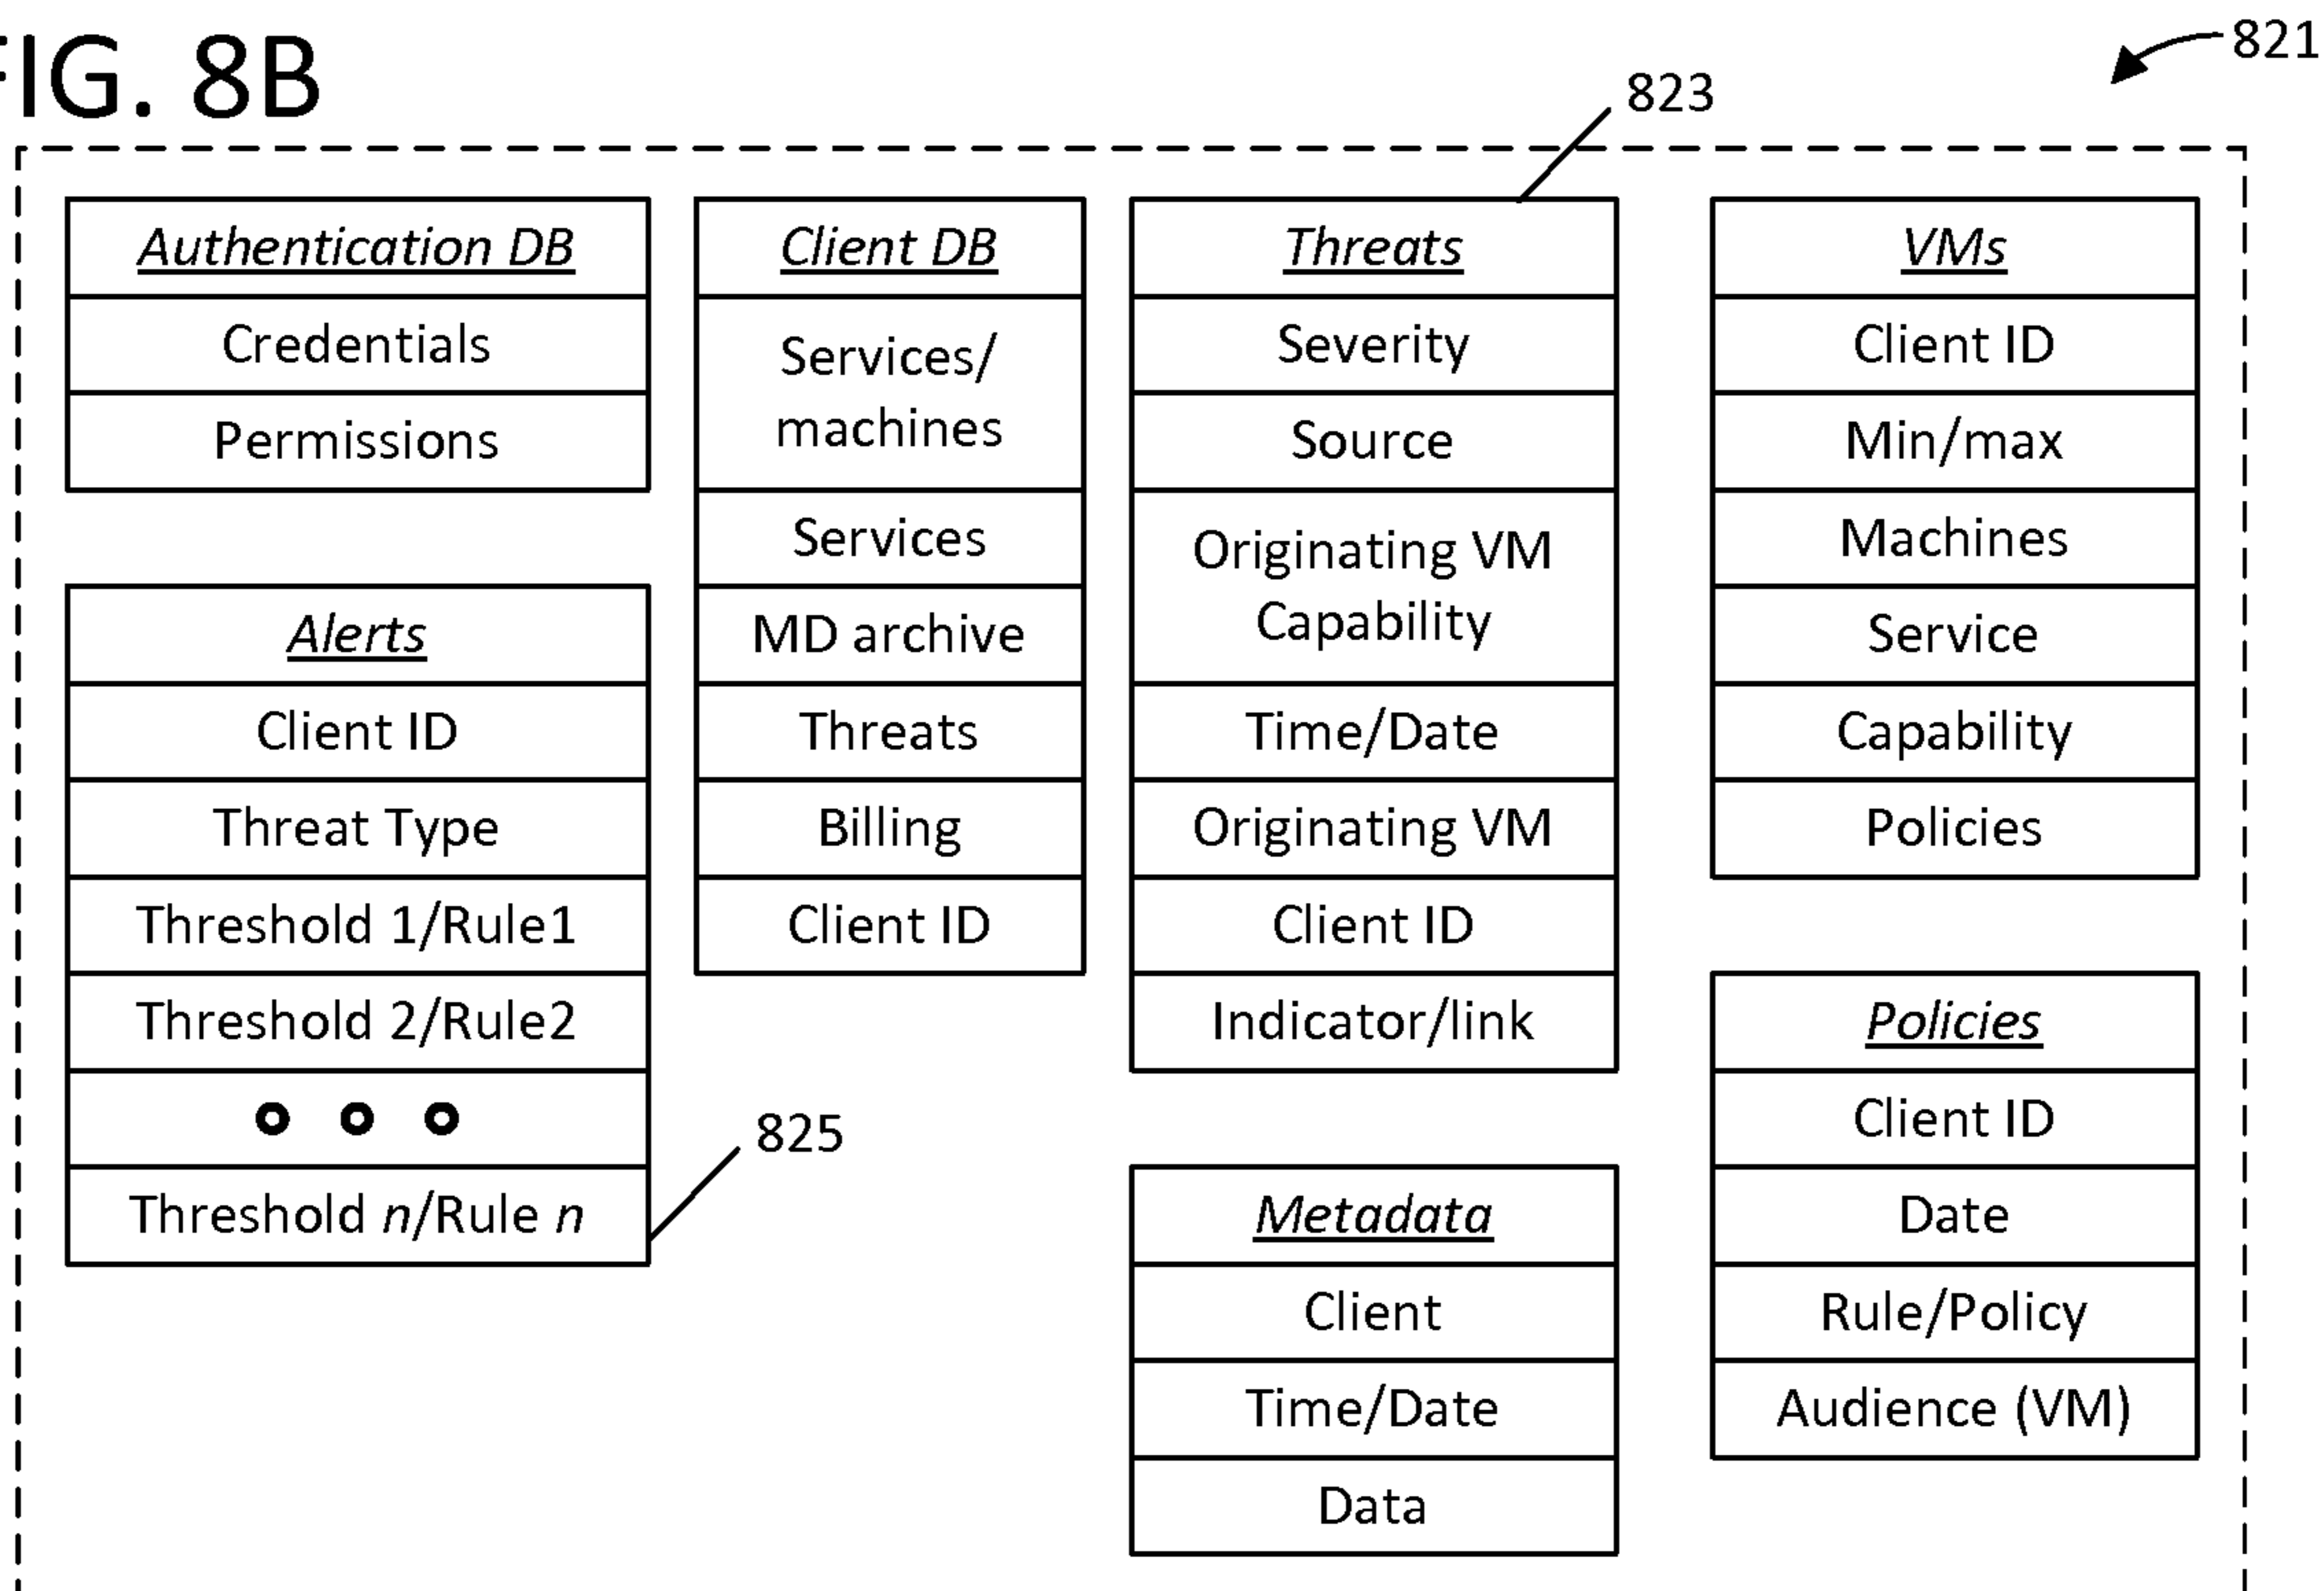 FIG. 8B
821
823
Authentication DB
Credentials
Permissions
Alerts
Client ID
Threat Type
Threshold 1/Rule1
Threshold 2/Rule2
Threshold n/Rule n
825
Client DB
Services/
machines
Services
MD archive
Threats
Billing
Client ID
Threats
Severity
Source
Originating VM
Capability
Time/Date
Originating VM
Client ID
Indicator/link
Metadata
Client
Time/Date
Data
VMs
Client ID
Min/max
Machines
Service
Capability
Policies
Policies
Client ID
Date
Rule/Policy
Audience (VM)